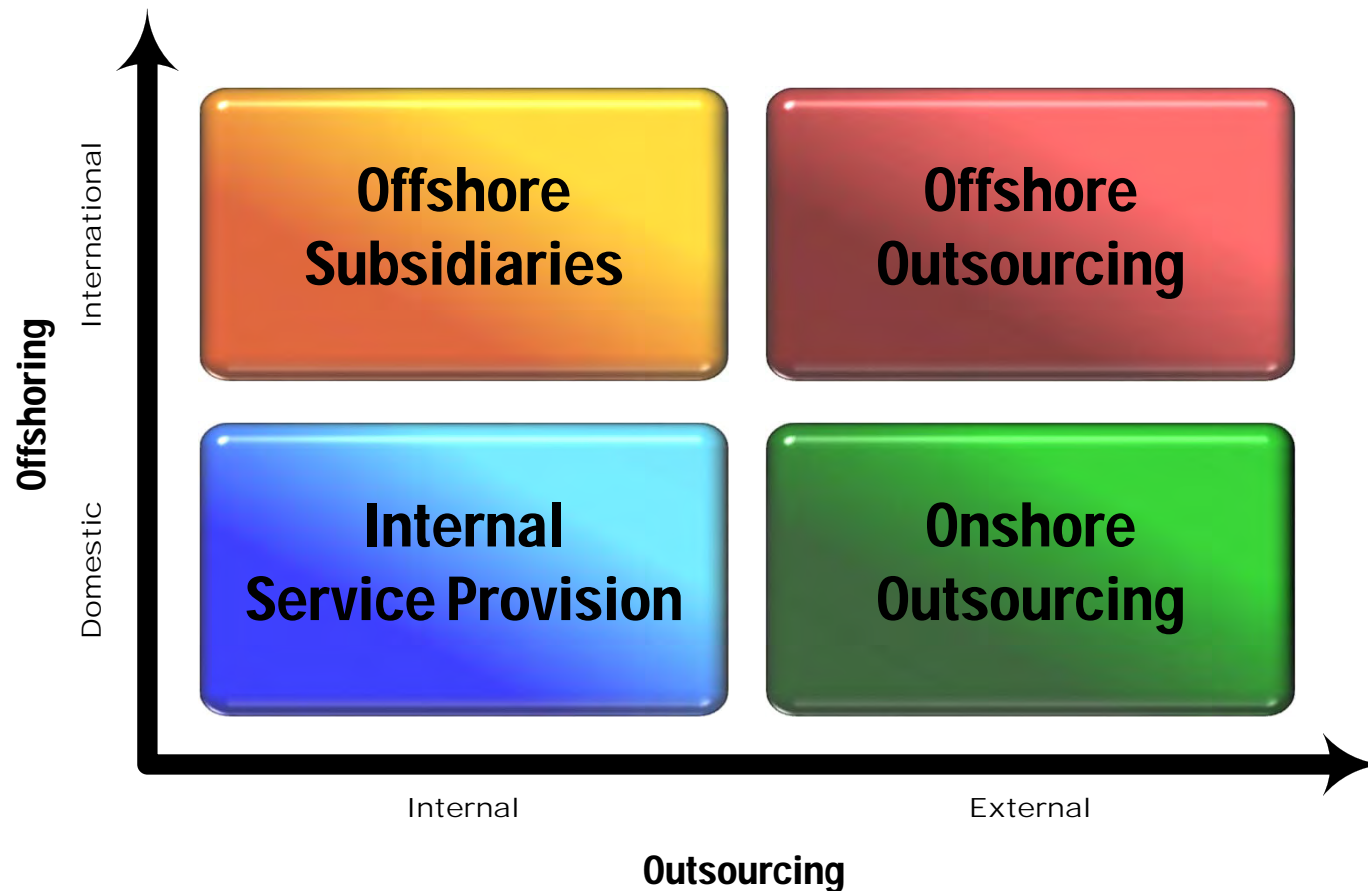 Offshoring
International
Domestic
Offshore
Subsidiaries
Offshore
Outsourcing
Internal
Service Provision
Onshore
Outsourcing
Internal
External
Outsourcing